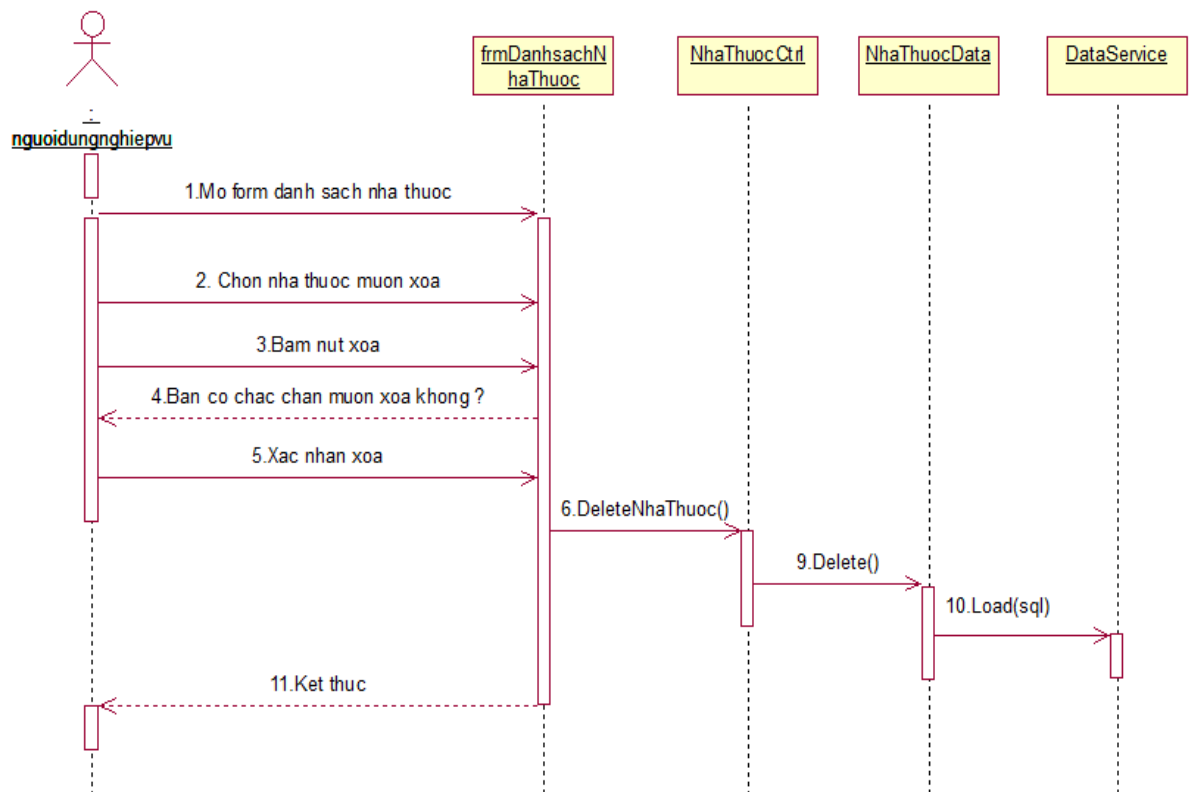 frmDanhsachN
haThuoc
NhaThuocCtrl
NhaThuocData
DataService
:
nguoidungnghiepvu
1.Mo form danh sach nha thuoc
2. Chon nha thuoc muon xoa
3.Bam nut xoa
4.Ban co chac chan muon xoa khong ?
5.Xac nhan xoa
6.DeleteNhaThuoc()
9.Delete()
10.Load(sql)
11.Ket thuc